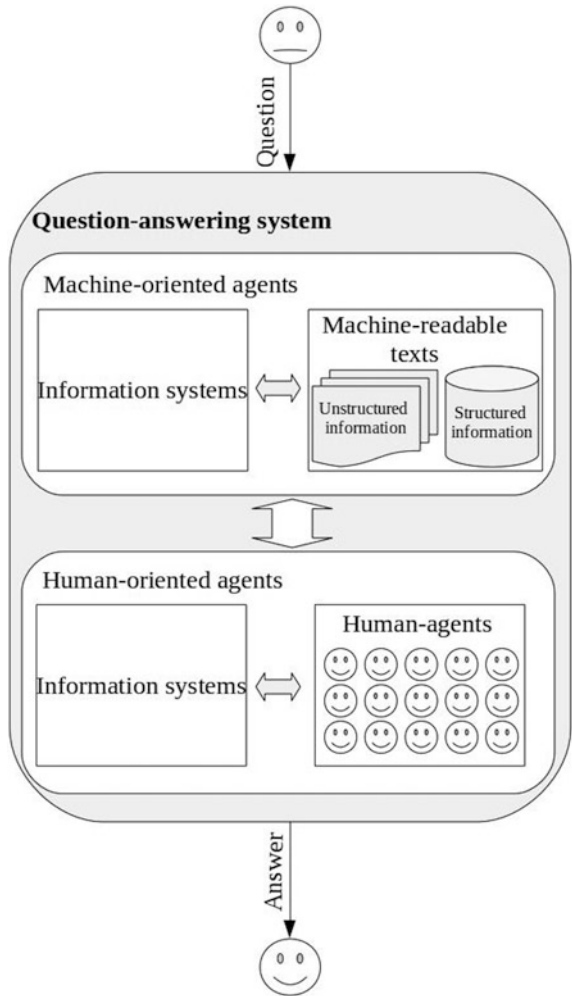 Question
Question-answering system
Machine-oriented agents
Information systems
Machine-readable
texts
Unstructured
information
Structured
information
Human-oriented agents
Information systems
Human-agents
Answer